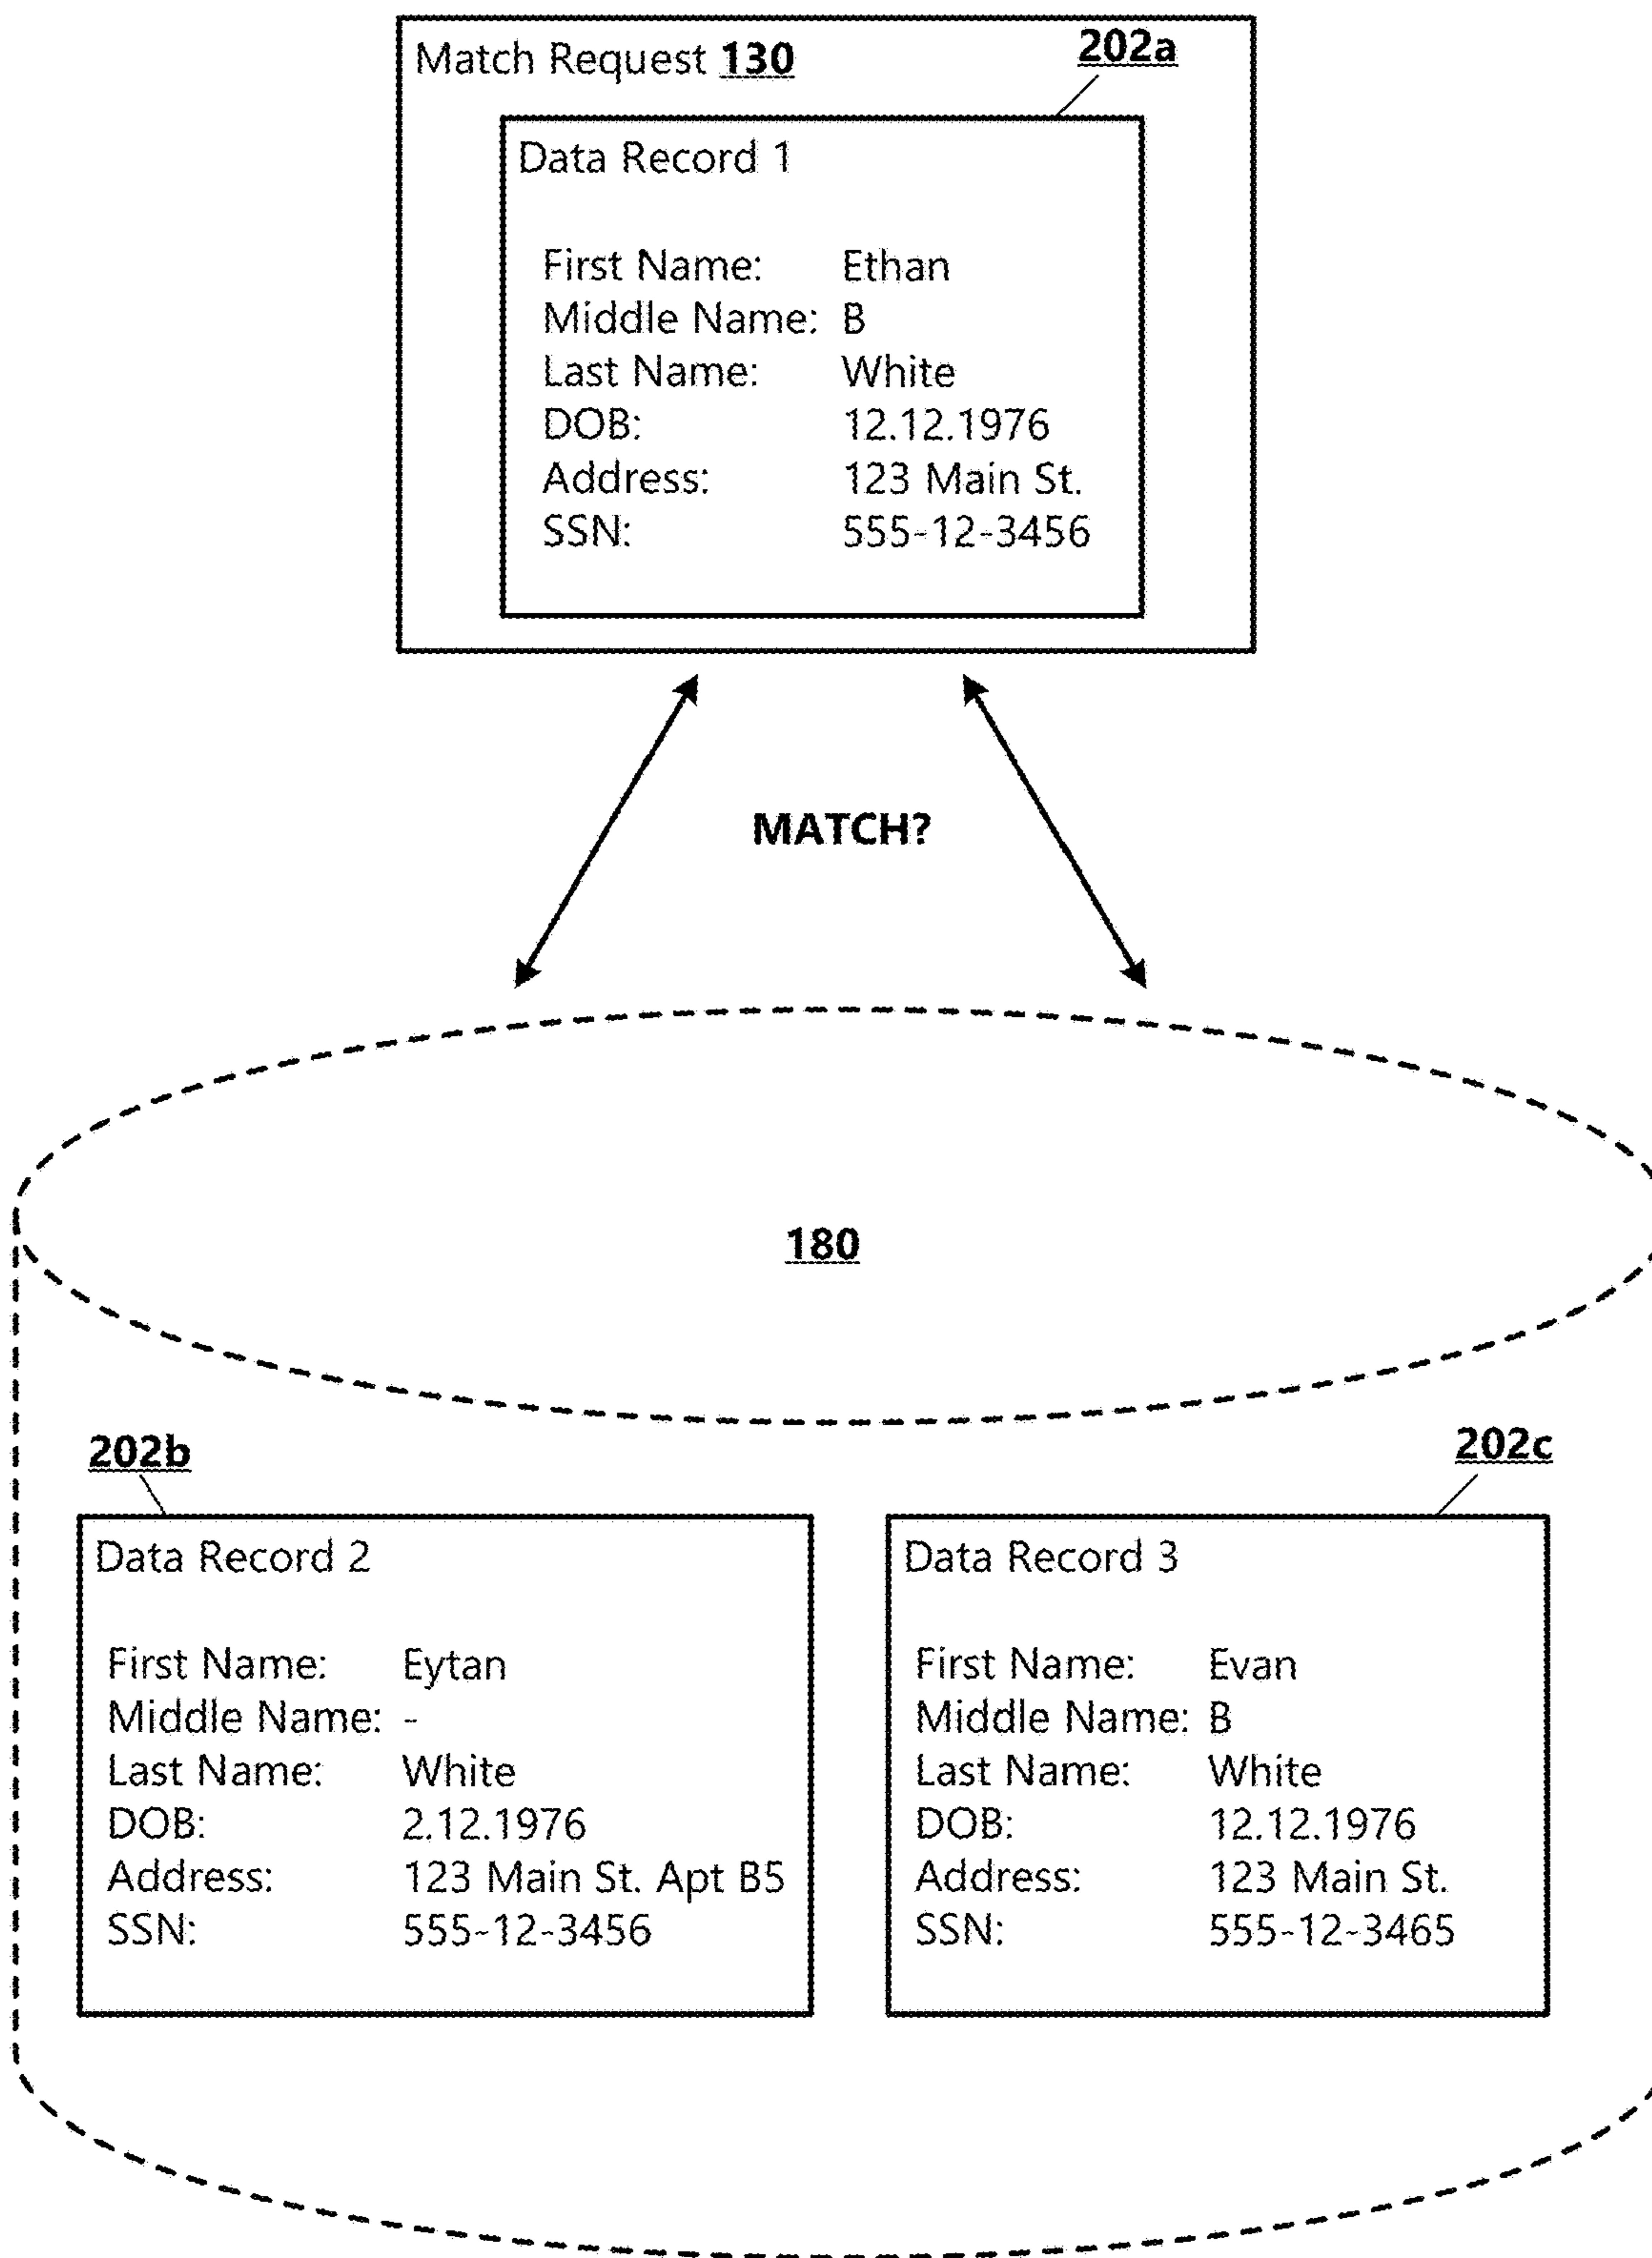 Match Request 130
202a
Data Record 1
First Name: Ethan
Middle Name: B
Last Name: White
DOB: 12.12.1976
Address: 123 Main St.
SSN: 555-12-3456
MATCH?
180
202b
Data Record 2
First Name: Eytan
Middle Name: -
Last Name: White
DOB: 2.12.1976
Address: 123 Main St. Apt B5
SSN: 555-12-3456
202c
Data Record 3
First Name: Evan
Middle Name: B
Last Name: White
DOB: 12.12.1976
Address: 123 Main St.
SSN: 555-12-3465